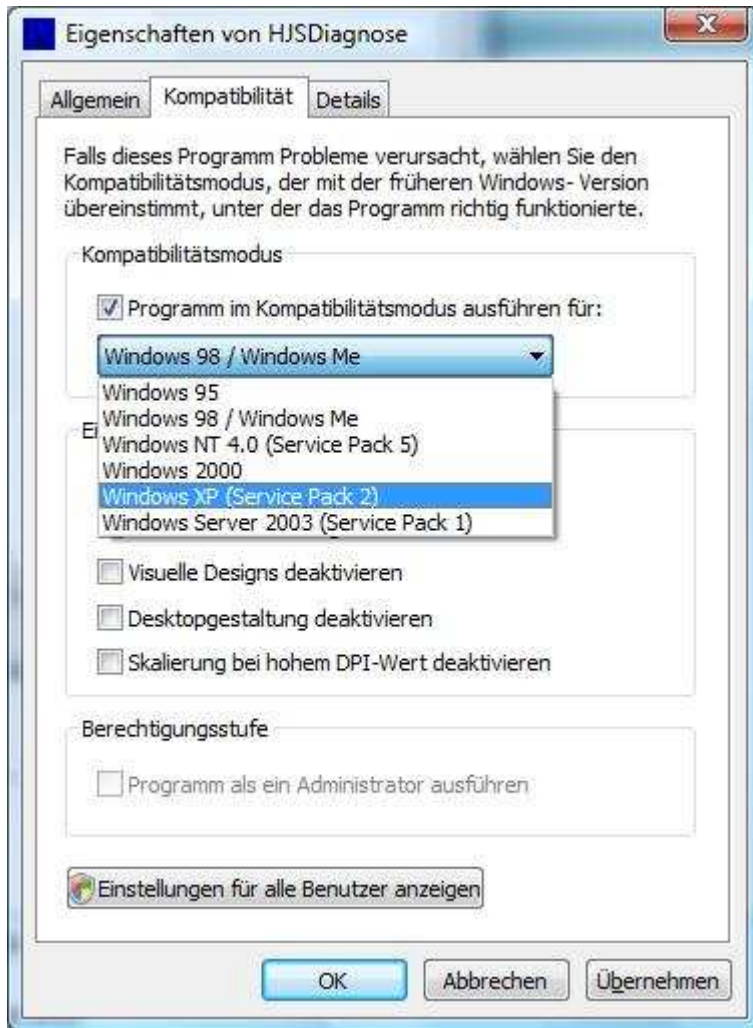 Eigenschaften von HJSDiagnose
Allgemein Kompatibilität Details
Falls dieses Programm Probleme verursacht, wählen Sie den
Kompatibilitätsmodus, der mit der früheren Windows- Version
übereinstimmt, unter der das Programm richtig funktionierte.
Kompatibilitätsmodus
Programm im Kompatibilitätsmodus ausführen für:
Windows 98 / Windows Me
Windows 95
Windows 98 / Windows Me
Windows NT 4.0 (Service Pack 5)
Windows 2000
Windows XP (Service Pack 2)
Windows Server 2003 (Service Pack 1)
Visuelle Designs deaktivieren
Desktopgestaltung deaktivieren
Skalierung bei hohem DPI-Wert deaktivieren
Berechtigungsstufe
Programm als ein Administrator ausführen
Einstellungen für alle Benutzer anzeigen
OK Abbrechen Übernehmen